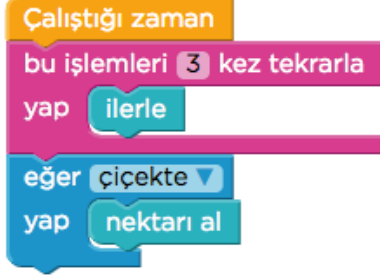 Çalıştığı zaman
bu işlemleri 3 kez tekrarla
yap ilerle
eğer çiçekte
yap nektarı al